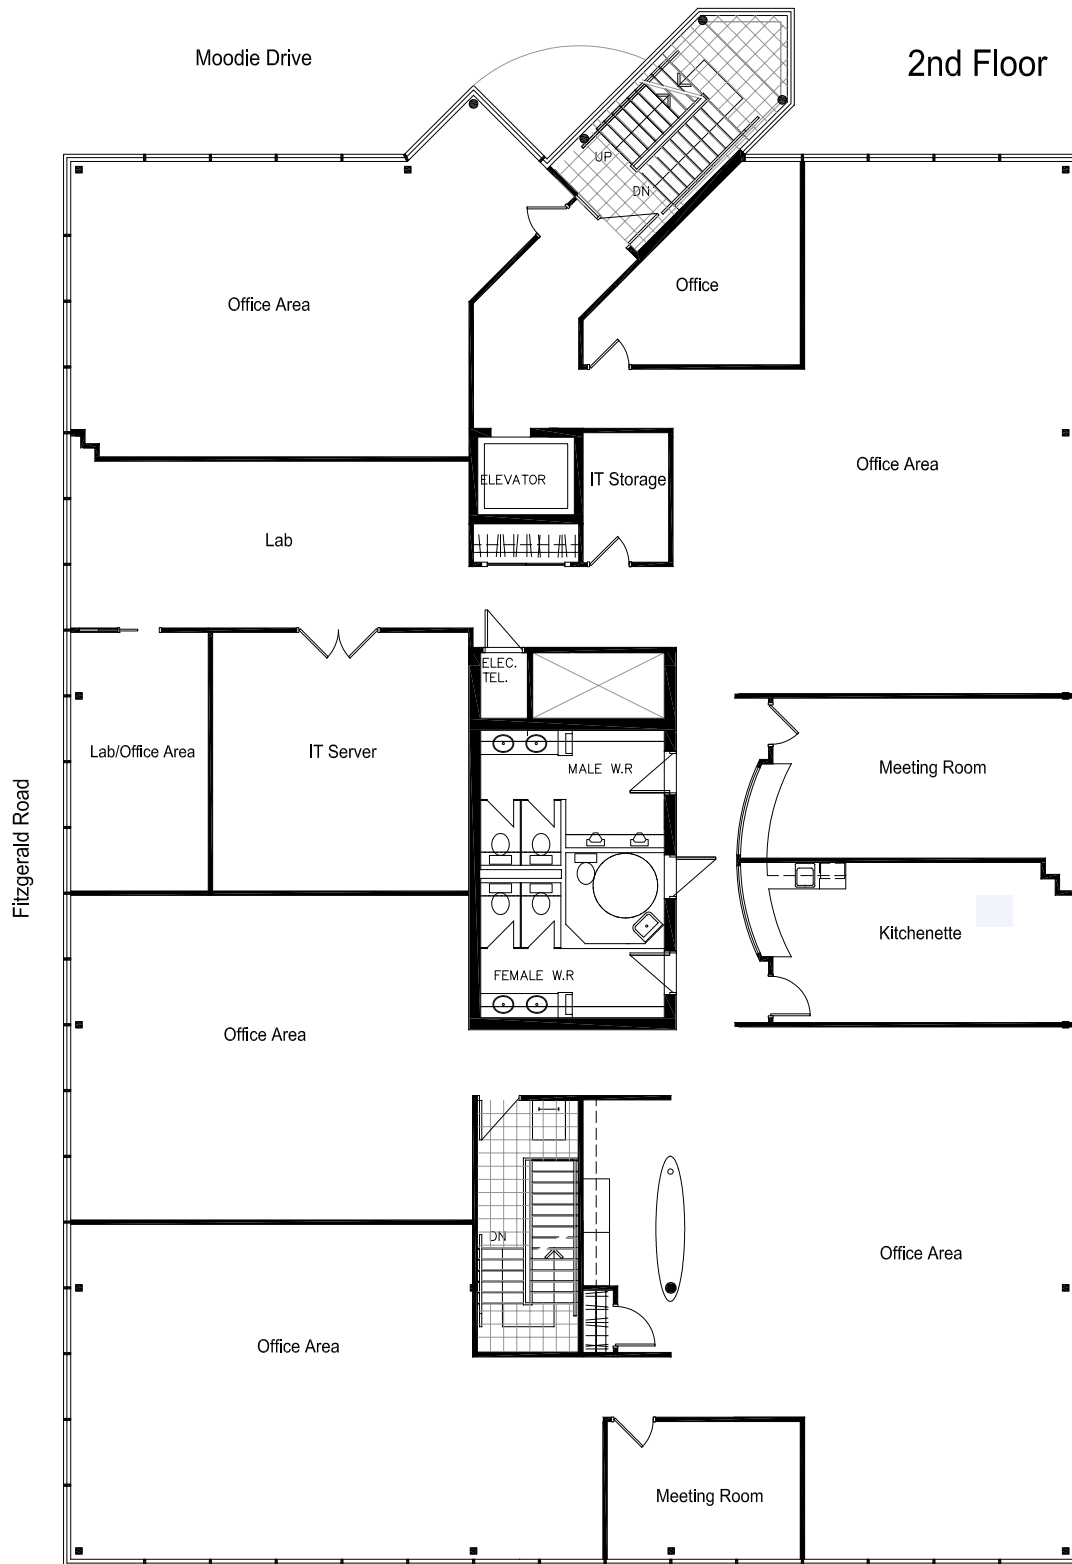 Moodie Drive
2nd Floor
UP
DN
Office
Office Area
Office Area
ELEVATOR
IT Storage
Lab
ELEC.
TEL.
Lab/Office Area
IT Server
MALE W.R
Meeting Room
Fitzgerald Road
Kitchenette
FEMALE W.R
Office Area
DN
Office Area
Office Area
Meeting Room